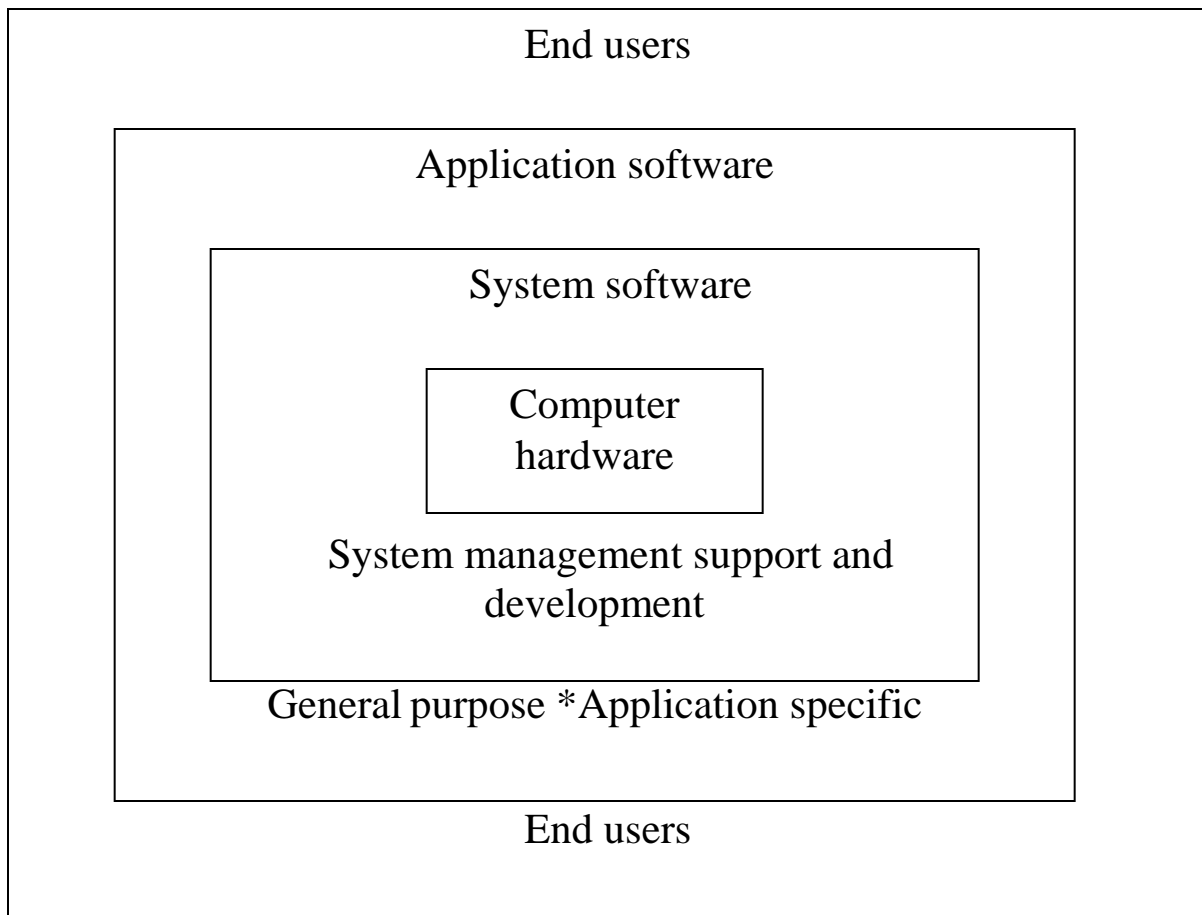 End users
Application software
System software
Computer
hardware
System management support and
development
General purpose *Application specific
End users